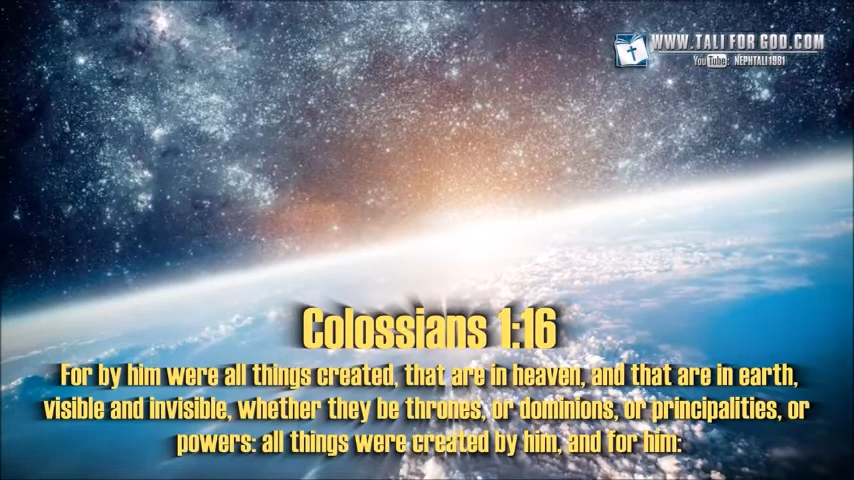 WWW.TALI FOR GOD.COM
YouTube: NEPHTALI1981
Colossians 1:16
For by him were all things created, that are in heaven, and that are in earth,
visible and invisible, whether they be thrones, or dominions, or principalities, or
powers: all things were created by him, and for him: